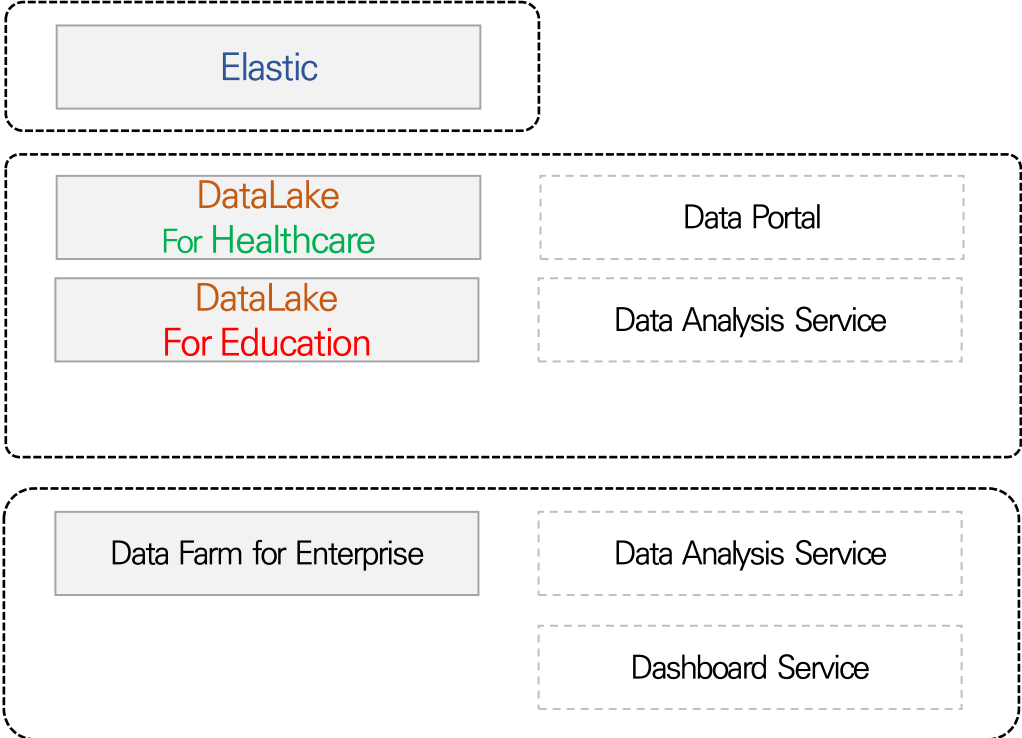 Elastic
DataLake
For Healthcare
Data Portal
DataLake
For Education
Data Analysis Service
Data Farm for Enterprise
Data Analysis Service
Dashboard Service